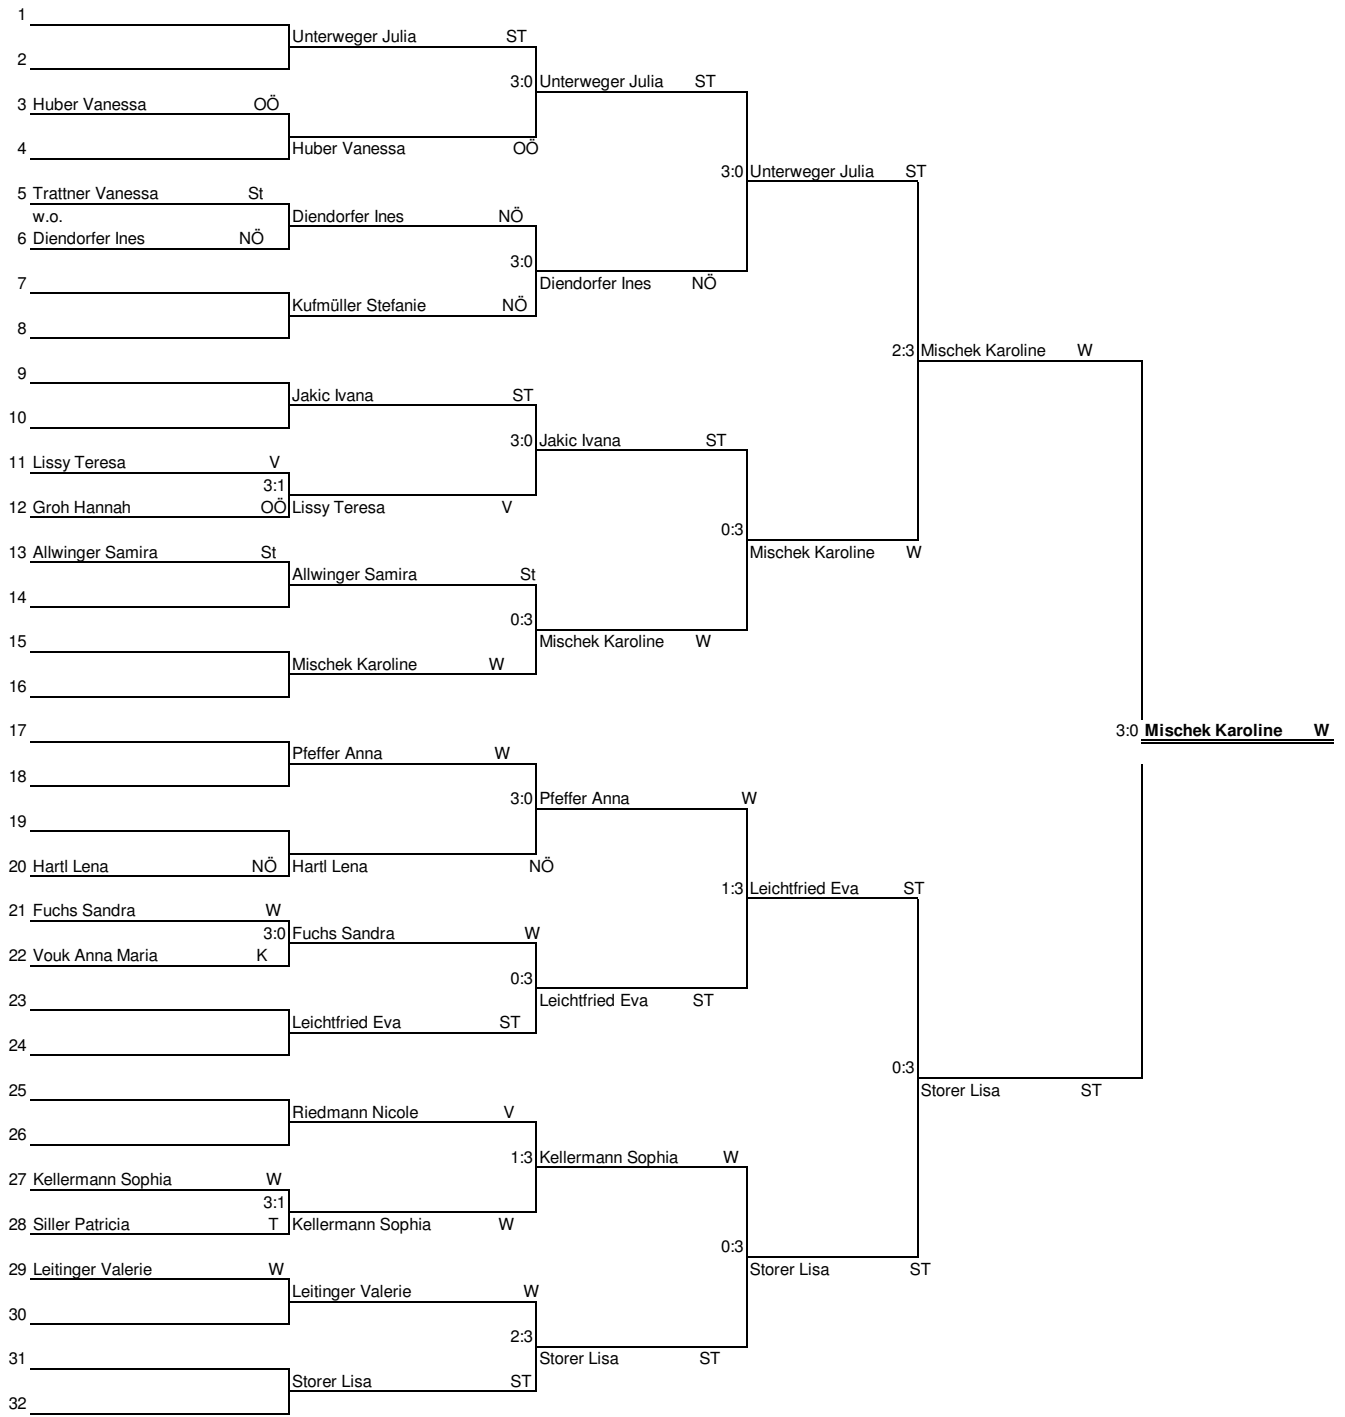 1
Unterweger Julia ST
2
3:0 Unterweger Julia ST
3 Huber Vanessa OÖ
4 Huber Vanessa OÖ
3:0 Unterweger Julia ST
5 Trattner Vanessa St
w.o. Diendorfer Ines NÖ
6 Diendorfer Ines NÖ
3:0
7 Diendorfer Ines NÖ
Kufmüller Stefanie NÖ
8
2:3 Mischek Karoline W
9
Jakic Ivana ST
10
3:0 Jakic Ivana ST
11 Lissy Teresa V
3:1
12 Groh Hannah OÖ Lissy Teresa V
0:3
13 Allwinger Samira St Mischek Karoline W
Allwinger Samira St
14
0:3
15 Mischek Karoline W
Mischek Karoline W
16
17
3:0 Mischek Karoline W
Pfeffer Anna W
18
3:0 Pfeffer Anna W
19
20 Hartl Lena NÖ Hartl Lena NÖ
1:3 Leichtfried Eva ST
21 Fuchs Sandra W
3:0 Fuchs Sandra W
22 Vouk Anna Maria K
0:3
23 Leichtfried Eva ST
Leichtfried Eva ST
24
0:3
25 Storer Lisa ST
Riedmann Nicole V
26
1:3 Kellermann Sophia W
27 Kellermann Sophia W
3:1
28 Siller Patricia T Kellermann Sophia W
0:3
29 Leitinger Valerie W Storer Lisa ST
Leitinger Valerie W
30
2:3
31 Storer Lisa ST
Storer Lisa ST
32